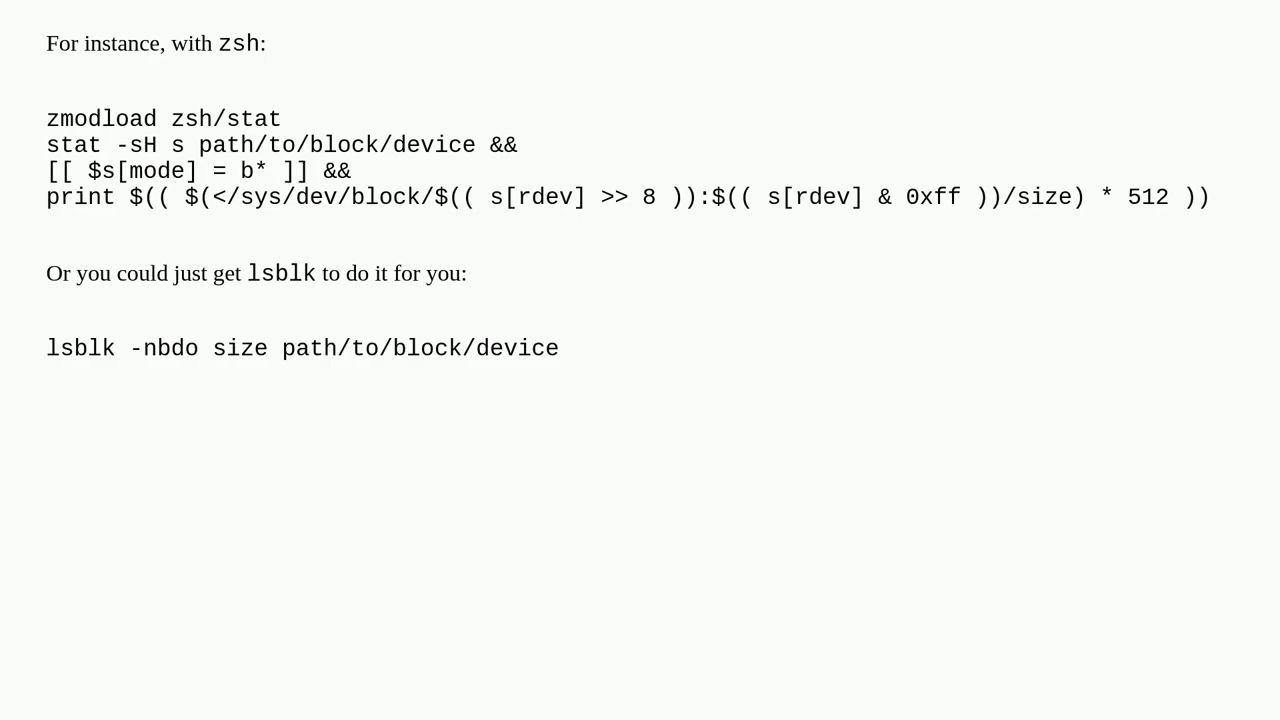 For instance, with zsh:
zmodload zsh/stat
stat -sH s path/to/block/device &&
[[ $s[mode] = b* ]] &&
print $(( $(</sys/dev/block/$(( s[rdev] >> 8 )):$(( s[rdev] & 0xff ))/size) * 512 ))
Or you could just get lsblk to do it for you:
lsblk -nbdo size path/to/block/device